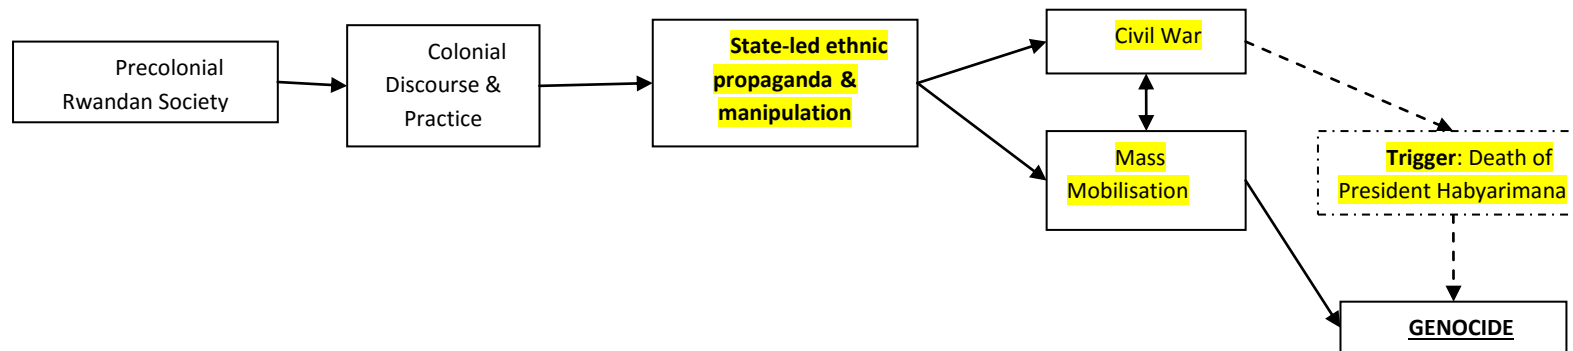 Precolonial
Rwandan Society
Colonial
Discourse &
Practice
State-led ethnic
propaganda &
manipulation
Civil War
Mass
Mobilisation
Trigger: Death of
President Habyarimana
GENOCIDE